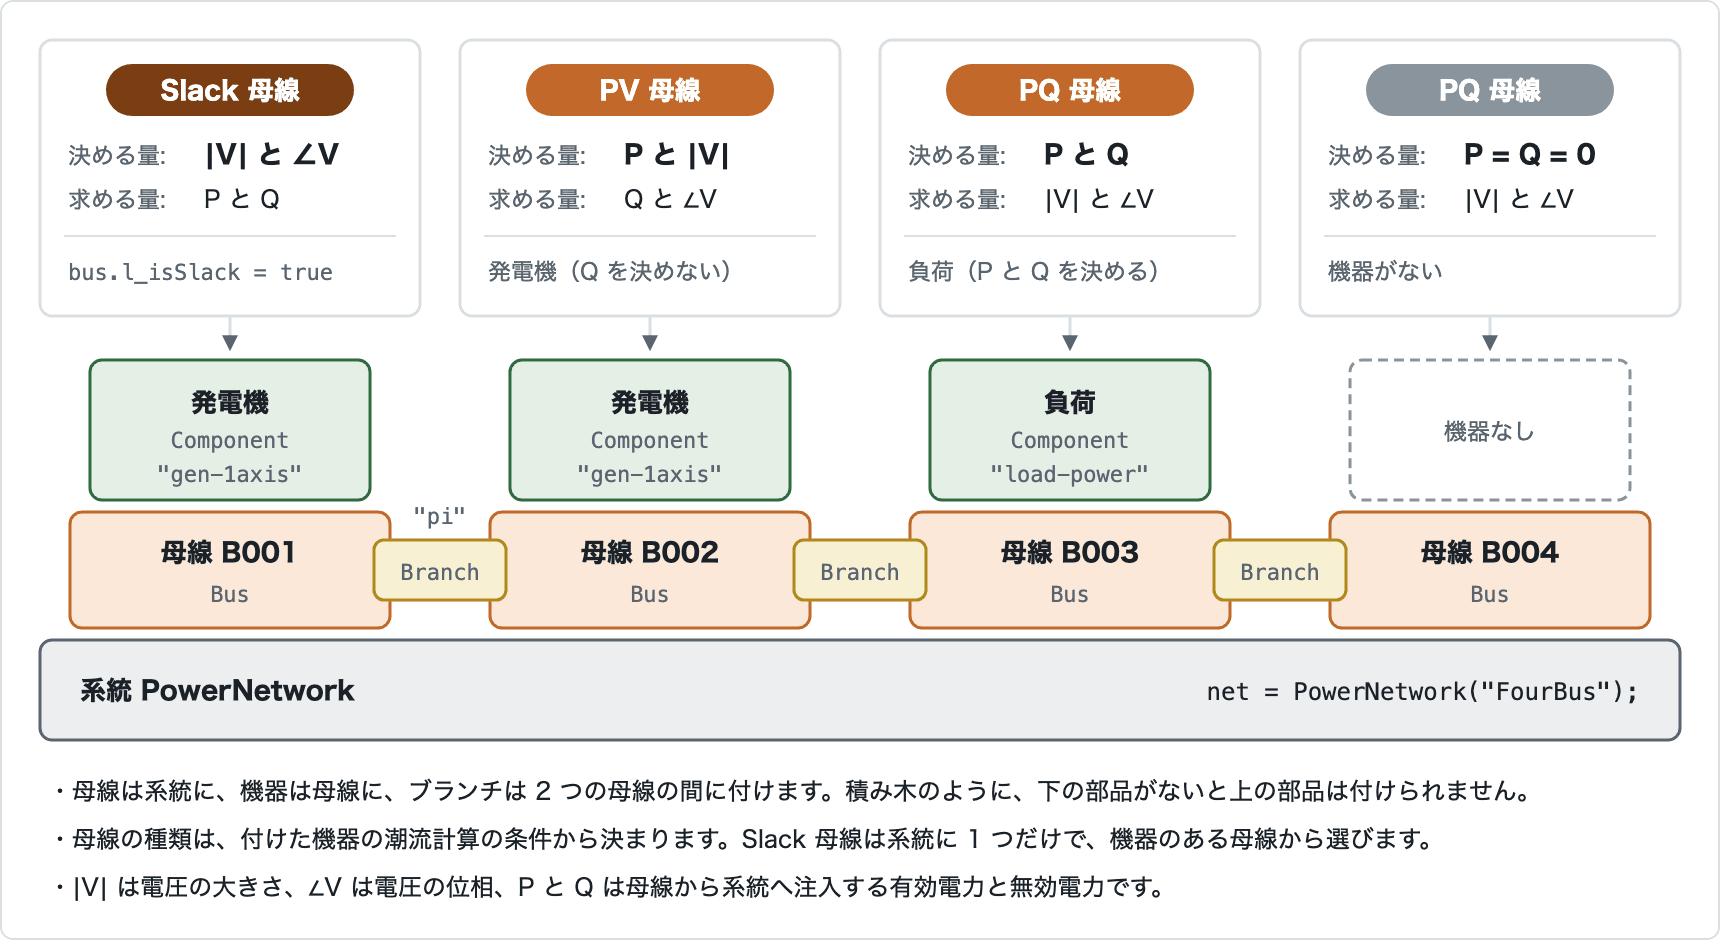 Slack 母線
決める量: |V| と ∠V
求める量: P と Q
bus.l_isSlack = true
PV 母線
決める量: P と |V|
求める量: Q と ∠V
発電機（Q を決めない）
PQ 母線
決める量: P と Q
求める量: |V| と ∠V
負荷（P と Q を決める）
PQ 母線
決める量: P = Q = 0
求める量: |V| と ∠V
機器がない
発電機
Component
"gen-1axis"
発電機
Component
"gen-1axis"
負荷
Component
"load-power"
機器なし
母線 B001
Bus
"pi"
Branch
母線 B002
Bus
Branch
母線 B003
Bus
Branch
母線 B004
Bus
系統 PowerNetwork
net = PowerNetwork("FourBus");
・母線は系統に、機器は母線に、ブランチは 2 つの母線の間に付けます。積み木のように、下の部品がないと上の部品は付けられません。
・母線の種類は、付けた機器の潮流計算の条件から決まります。Slack 母線は系統に 1 つだけで、機器のある母線から選びます。
・|V| は電圧の大きさ、∠V は電圧の位相、P と Q は母線から系統へ注入する有効電力と無効電力です。